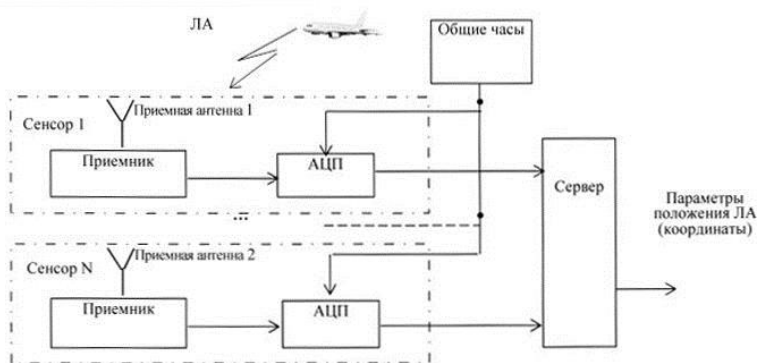 ЛА
Общие часы
Сенсор 1
Приемная антенна 1
Приемник
АЦП
Сервер
Параметры
положения ЛА
(координаты)
...
Сенсор N
Приемная антенна 2
Приемник
АЦП